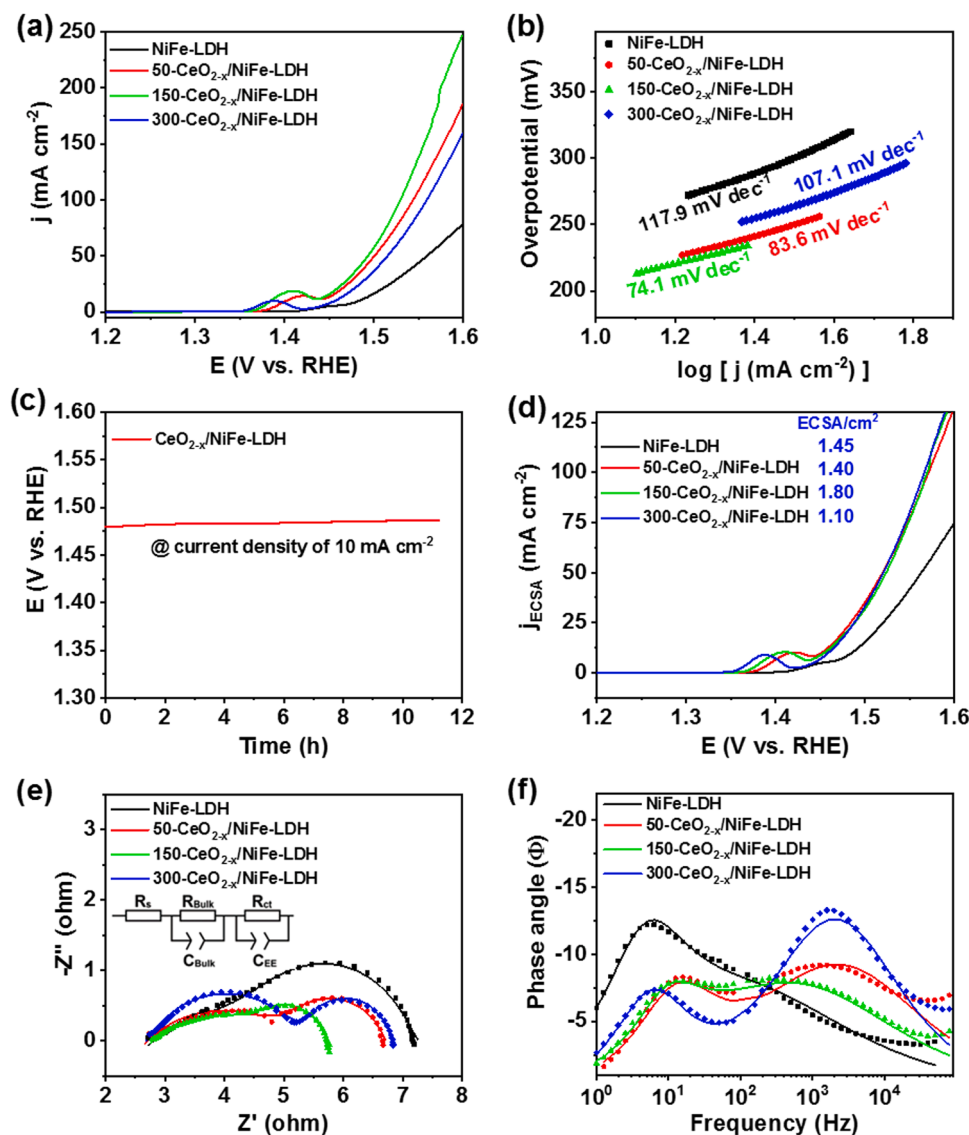 (a)
250
200
150
100
50
0
j (mA cm⁻²)
NiFe-LDH
50-CeO₂₋ₓ/NiFe-LDH
150-CeO₂₋ₓ/NiFe-LDH
300-CeO₂₋ₓ/NiFe-LDH
1.2 1.3 1.4 1.5 1.6
E (V vs. RHE)
(b)
350
300
250
200
Overpotential (mV)
NiFe-LDH
50-CeO₂₋ₓ/NiFe-LDH
150-CeO₂₋ₓ/NiFe-LDH
300-CeO₂₋ₓ/NiFe-LDH
117.9 mV dec⁻¹
107.1 mV dec⁻¹
83.6 mV dec⁻¹
74.1 mV dec⁻¹
1.0 1.2 1.4 1.6 1.8
log [ j (mA cm⁻²) ]
(c)
1.60
1.55
1.50
1.45
1.40
1.35
1.30
E (V vs. RHE)
CeO₂₋ₓ/NiFe-LDH
@ current density of 10 mA cm⁻²
0 2 4 6 8 10 12
Time (h)
(d)
125
100
75
50
25
0
j_ECSA (mA cm⁻²)
ECSA/cm²
NiFe-LDH 1.45
50-CeO₂₋ₓ/NiFe-LDH 1.40
150-CeO₂₋ₓ/NiFe-LDH 1.80
300-CeO₂₋ₓ/NiFe-LDH 1.10
1.2 1.3 1.4 1.5 1.6
E (V vs. RHE)
(e)
3
2
1
0
-Z" (ohm)
NiFe-LDH
50-CeO₂₋ₓ/NiFe-LDH
150-CeO₂₋ₓ/NiFe-LDH
300-CeO₂₋ₓ/NiFe-LDH
Rs R_Bulk Rct
C_Bulk C_EE
2 3 4 5 6 7 8
Z' (ohm)
(f)
-20
-15
-10
-5
Phase angle (Φ)
NiFe-LDH
50-CeO₂₋ₓ/NiFe-LDH
150-CeO₂₋ₓ/NiFe-LDH
300-CeO₂₋ₓ/NiFe-LDH
10⁰ 10¹ 10² 10³ 10⁴
Frequency (Hz)